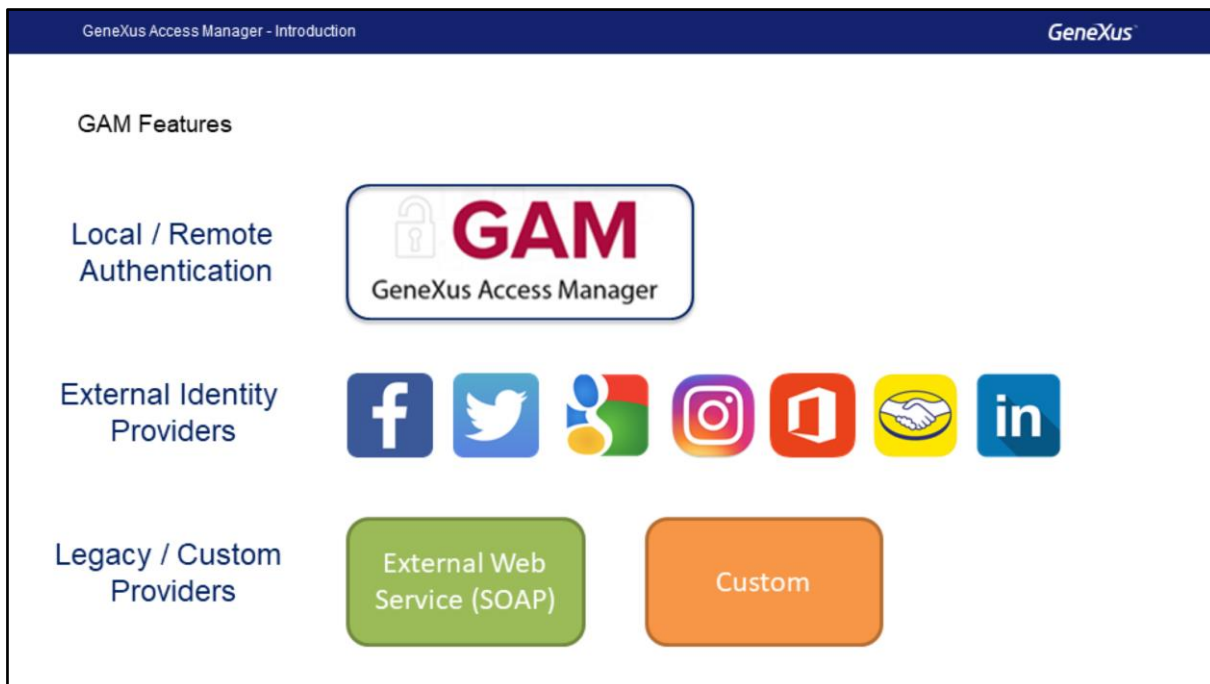 GeneXus Access Manager - Introduction
GeneXus
GAM Features
Local / Remote
Authentication
GAM
GeneXus Access Manager
External Identity
Providers
f
in
Legacy / Custom
Providers
External Web
Service (SOAP)
Custom